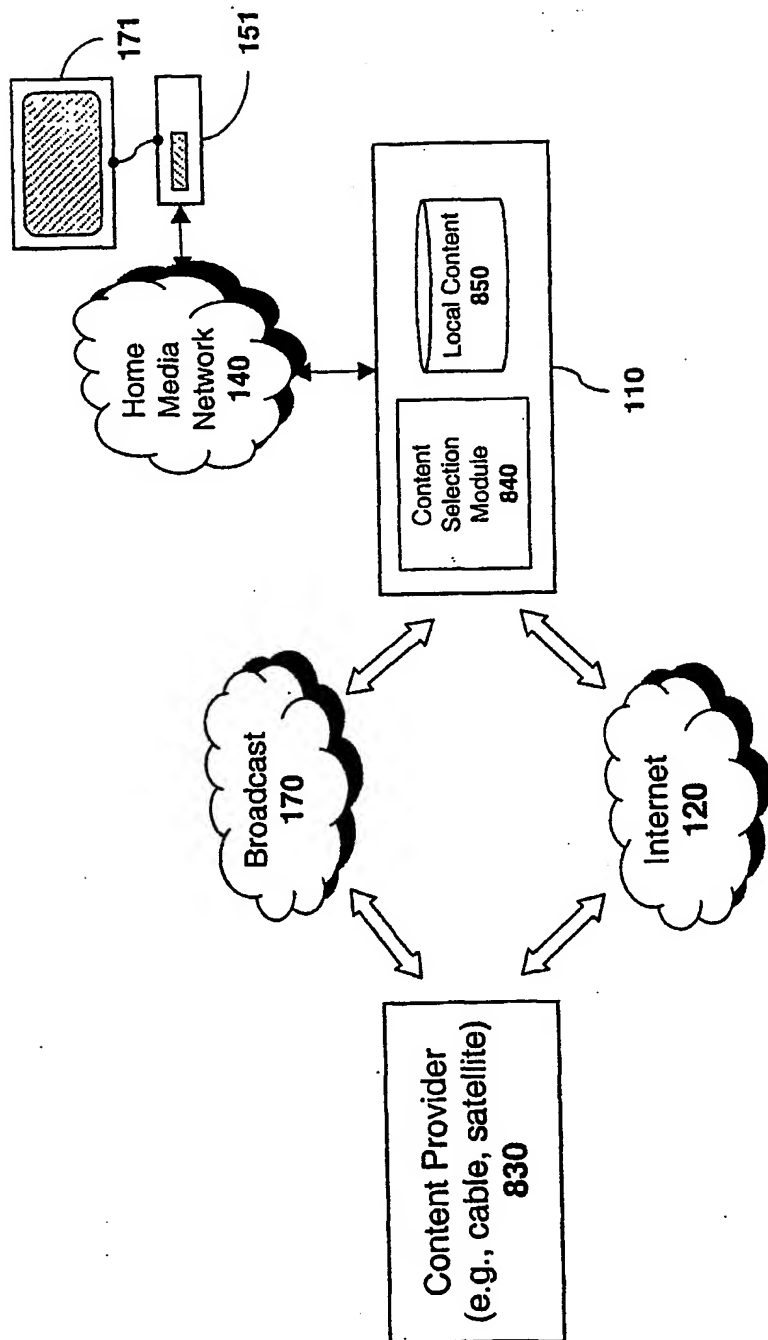 Content Provider
(e.g., cable, satellite)
830
Broadcast
170
Internet
120
Content
Selection
Module
840
Local Content
850
110
Home
Media
Network
140
171
151